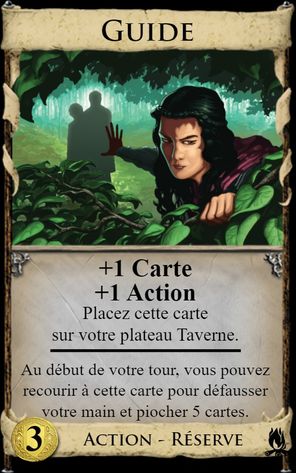 GUIDE
+1 Carte
+1 Action
Placez cette carte
sur votre plateau Taverne.
Au début de votre tour, vous pouvez
recourir à cette carte pour défausser
votre main et piocher 5 cartes.
3
ACTION - RÉSERVE